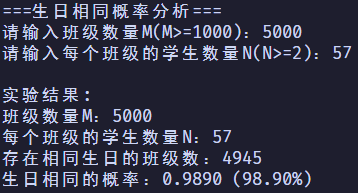 ===生日相同概率分析===
请输入班级数量M(M>=1000)：5000
请输入每个班级的学生数量N(N>=2)：57
实验结果：
班级数量M：5000
每个班级的学生数量N：57
存在相同生日的班级数：4945
生日相同的概率：0.9890 (98.90%)